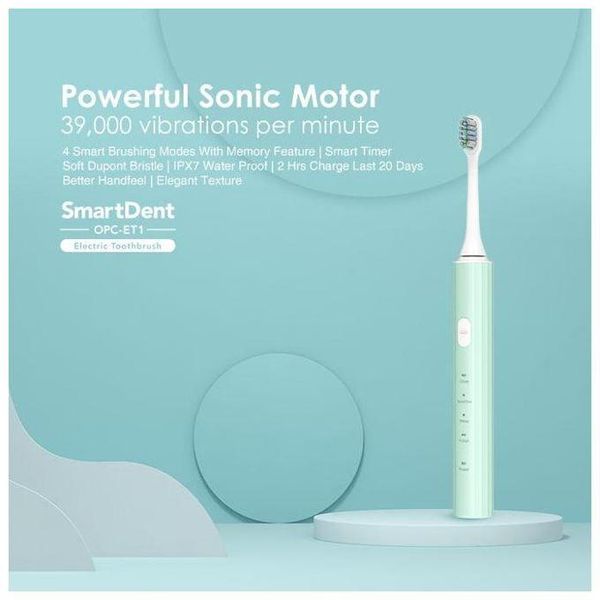 Powerful Sonic Motor
39,000 vibrations per minute
4 Smart Brushing Modes With Memory Feature | Smart Timer
Soft Dupont Bristle | IPX7 Water Proof | 2 Hrs Charge Last 20 Days
Better Handfeel | Elegant Texture
SmartDent
OPC-ET1
Electric Toothbrush
Clean
Sensitive